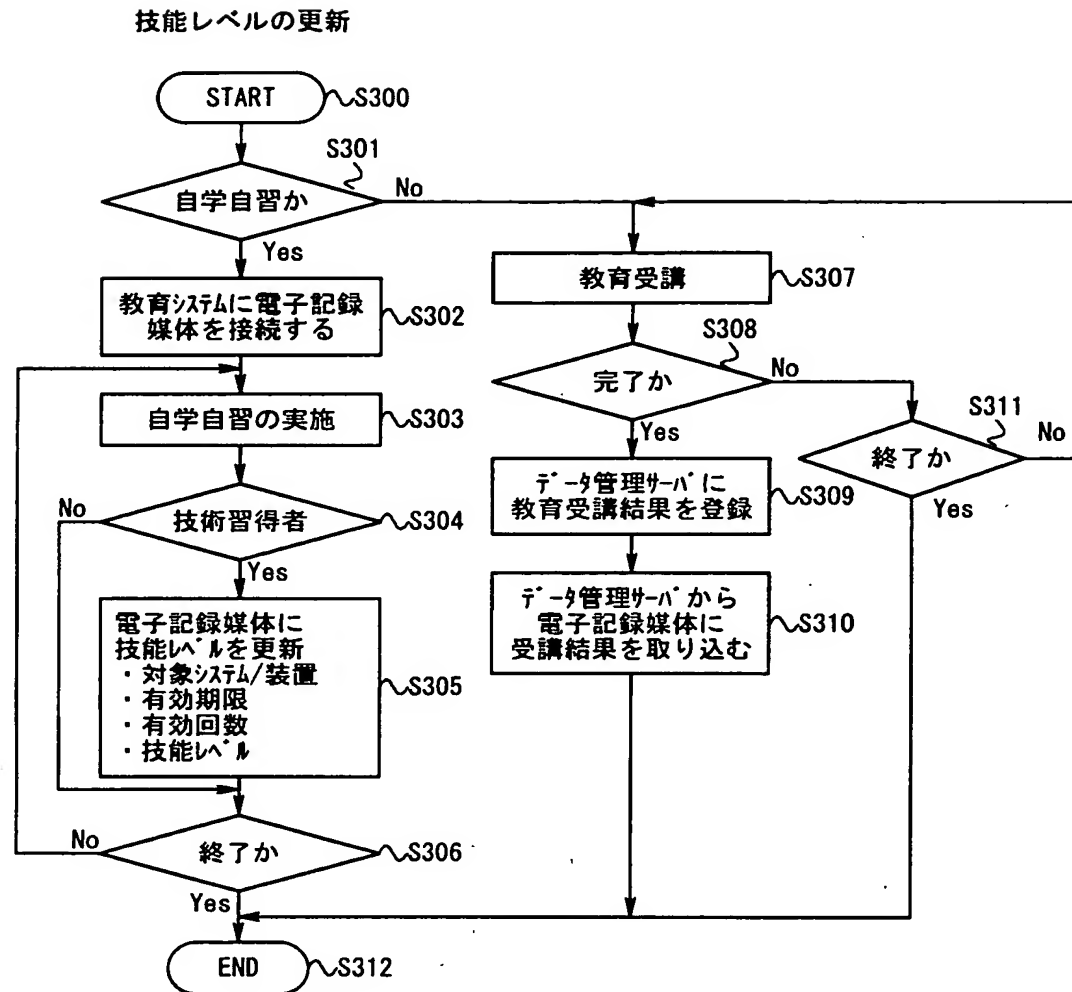 技能レベルの更新
START
S300
S301
自学自習か
No
Yes
教育ｼｽﾃﾑに電子記録
媒体を接続する
S302
自学自習の実施
S303
No
技術習得者
S304
Yes
電子記録媒体に
技能ﾚﾍﾞﾙを更新
・対象ｼｽﾃﾑ/装置
・有効期限
・有効回数
・技能ﾚﾍﾞﾙ
S305
No
終了か
S306
Yes
END
S312
教育受講
S307
S308
完了か
No
Yes
ﾃﾞｰﾀ管理ｻｰﾊﾞに
教育受講結果を登録
S309
ﾃﾞｰﾀ管理ｻｰﾊﾞから
電子記録媒体に
受講結果を取り込む
S310
S311
終了か
No
Yes